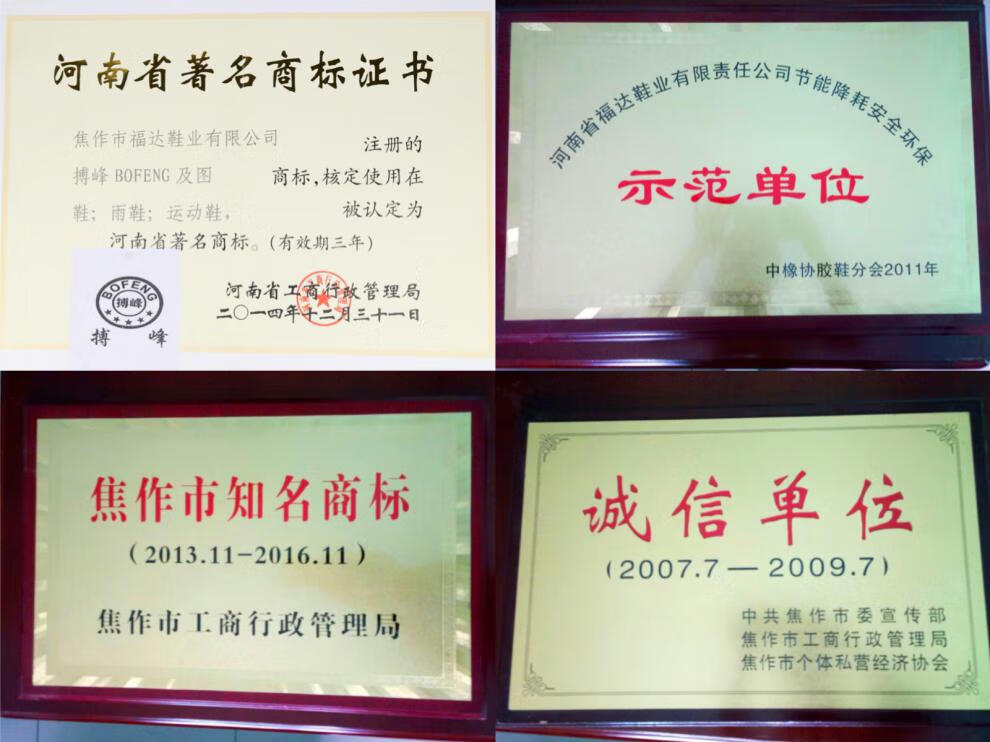 河南省著名商标证书
焦作市福达鞋业有限公司 注册的
搏峰 BOFENG 及图 商标,核定使用在
鞋；雨鞋；运动鞋， 被认定为
河南省著名商标。(有效期三年)
BOFENG
搏峰
搏 峰
河南省工商行政管理局
二〇一四年十二月三十一日
河南省福达鞋业有限责任公司节能降耗安全环保
示范单位
中橡协胶鞋分会2011年
焦作市知名商标
(2013.11-2016.11)
焦作市工商行政管理局
诚信单位
(2007.7—2009.7)
中共焦作市委宣传部
焦作市工商行政管理局
焦作市个体私营经济协会